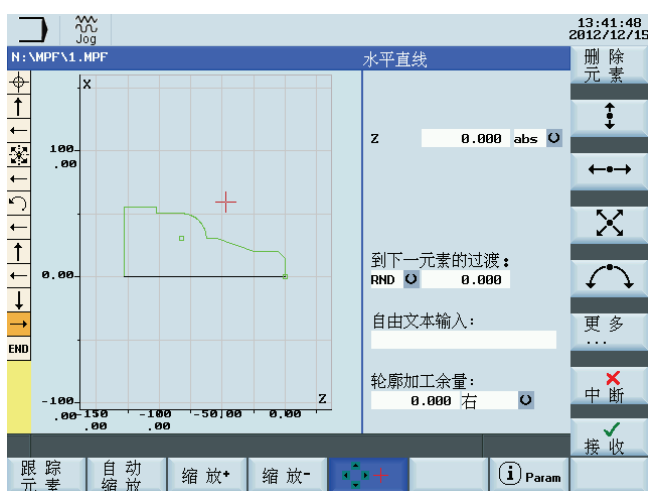 Jog
13:41:48
2012/12/15
N:\MPF\1.MPF
水平直线
删除
元素
X
Z 0.000 abs
100
.00
到下一元素的过渡：
RND 0.000
0.00
自由文本输入：
更多
...
END
轮廓加工余量：
0.000 右
中断
Z
-100
.00
-150
.00
-100
.00
-50.00
0.00
接收
跟踪
元素
自动
缩放
缩放+
缩放-
i Param